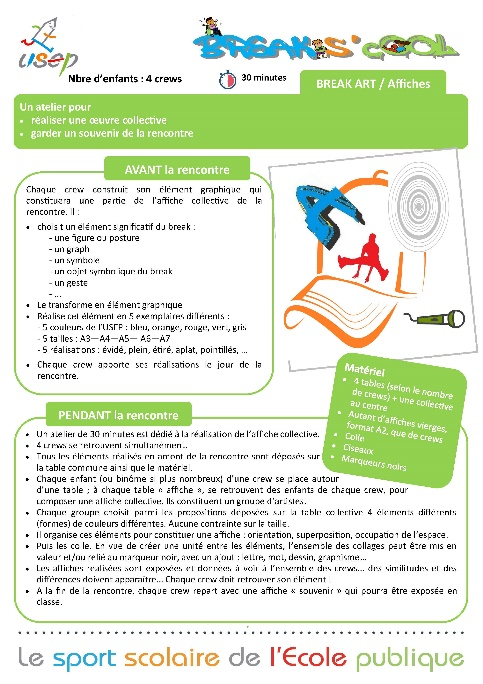 usep
BREAK'S' COOL
Nbre d'enfants : 4 crews
30 minutes
BREAK ART / Affiches
Un atelier pour
• réaliser une œuvre collective
• garder un souvenir de la rencontre
AVANT la rencontre
Chaque crew construit son élément graphique qui
constituera une partie de l'affiche collective de la
rencontre. Il :
• choisit un élément significatif du break :
- une figure ou posture
- un graph
- un symbole
- un objet symbolique du break
- un geste
- ...
• Le transforme en élément graphique
• Réalise cet élément en 5 exemplaires différents :
- 5 couleurs de l'USEP : bleu, orange, rouge, vert, gris
- 5 tailles : A3—A4—A5— A6—A7
- 5 réalisations : évidé, plein, étiré, aplat, pointillés, ...
• Chaque crew apporte ses réalisations le jour de la
rencontre.
Matériel
• 4 tables (selon le nombre
de crews) + une collective
au centre
• Autant d'affiches vierges,
format A2, que de crews
• Colle
• Ciseaux
• Marqueurs noirs
PENDANT la rencontre
• Un atelier de 30 minutes est dédié à la réalisation de l'affiche collective.
• 4 crews se retrouvent simultanément.
• Tous les éléments réalisés en amont de la rencontre sont déposés sur
la table commune ainsi que le matériel.
• Chaque enfant (ou binôme si plus nombreux) d'une crew se place autour
d'une table ; à chaque table « affiche », se retrouvent des enfants de chaque crew, pour
composer une affiche collective. Ils constituent un groupe d'artistes.
• Chaque groupe choisit parmi les propositions déposées sur la table collective 4 éléments différents
(formes) de couleurs différentes. Aucune contrainte sur la taille.
• Il organise ces éléments pour constituer une affiche : orientation, superposition, occupation de l'espace.
• Puis les colle. En vue de créer une unité entre les éléments, l'ensemble des collages peut être mis en
valeur et/ou relié au marqueur noir, avec un ajout : lettre, mot, dessin, graphisme...
• Les affiches réalisées sont exposées et données à voir à l'ensemble des crews... des similitudes et des
différences doivent apparaître... Chaque crew doit retrouver son élément !
• A la fin de la rencontre, chaque crew repart avec une affiche « souvenir » qui pourra être exposée en
classe.
Le sport scolaire de l'Ecole publique